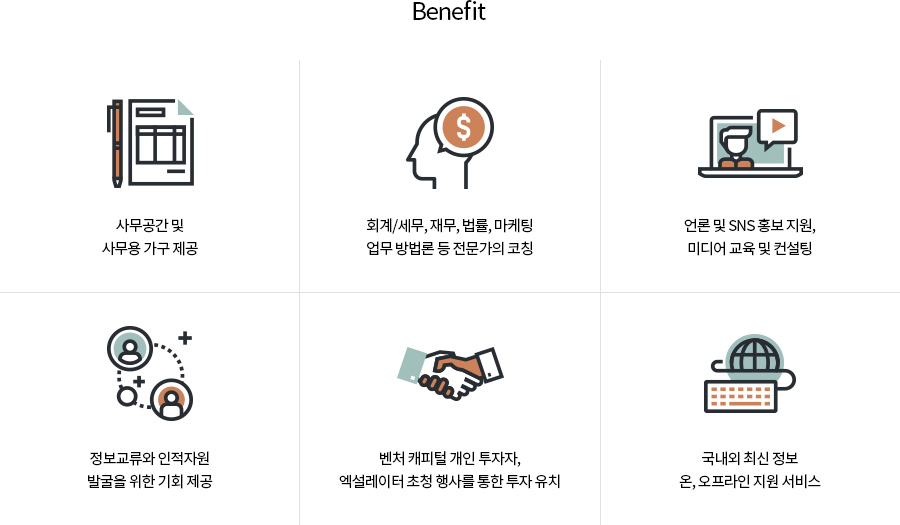 Benefit
사무공간 및
사무용 가구 제공
회계/세무, 재무, 법률, 마케팅
업무 방법론 등 전문가의 코칭
언론 및 SNS 홍보 지원,
미디어 교육 및 컨설팅
정보교류와 인적자원
발굴을 위한 기회 제공
벤처 캐피털 개인 투자자,
엑설레이터 초청 행사를 통한 투자 유치
국내외 최신 정보
온, 오프라인 지원 서비스